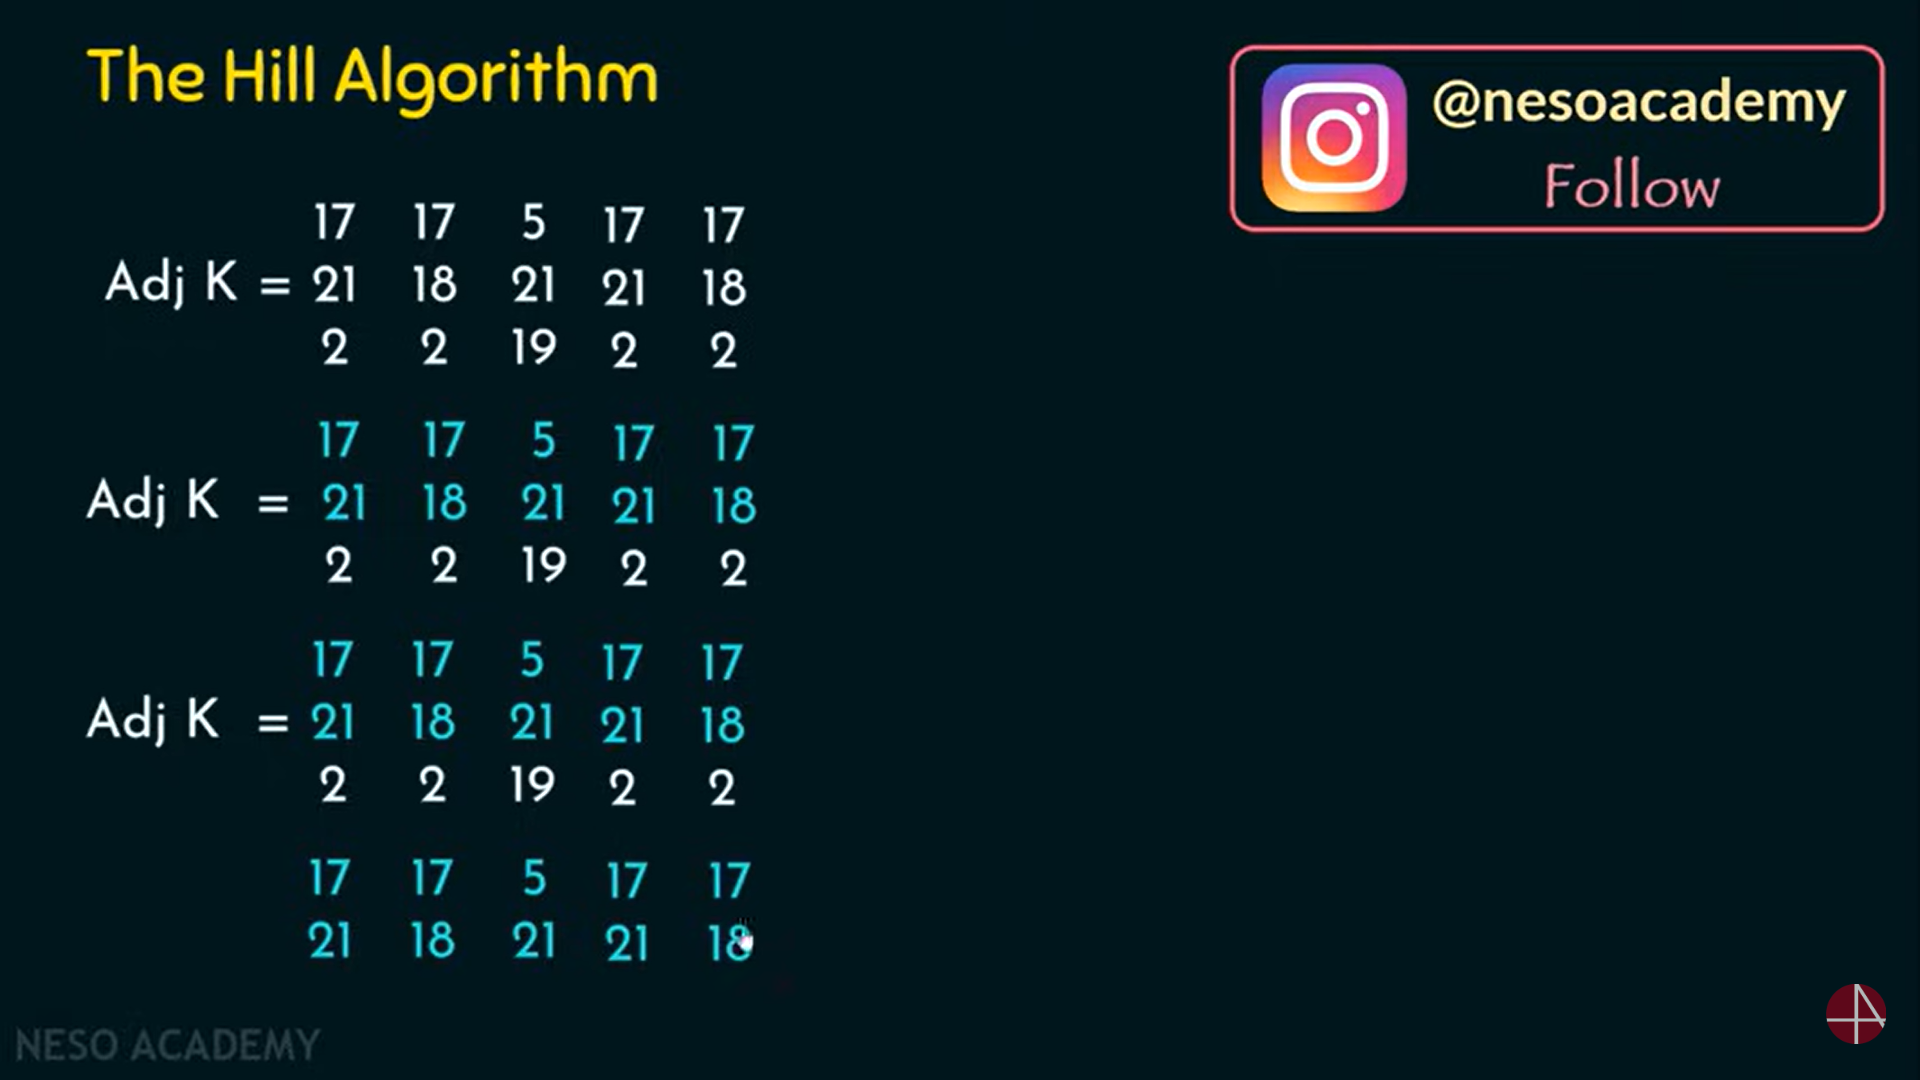 The Hill Algorithm
@nesoacademy
Follow
17 17 5 17 17
Adj K = 21 18 21 21 18
2 2 19 2 2
17 17 5 17 17
Adj K = 21 18 21 21 18
2 2 19 2 2
17 17 5 17 17
Adj K = 21 18 21 21 18
2 2 19 2 2
17 17 5 17 17
21 18 21 21 18
NESO ACADEMY